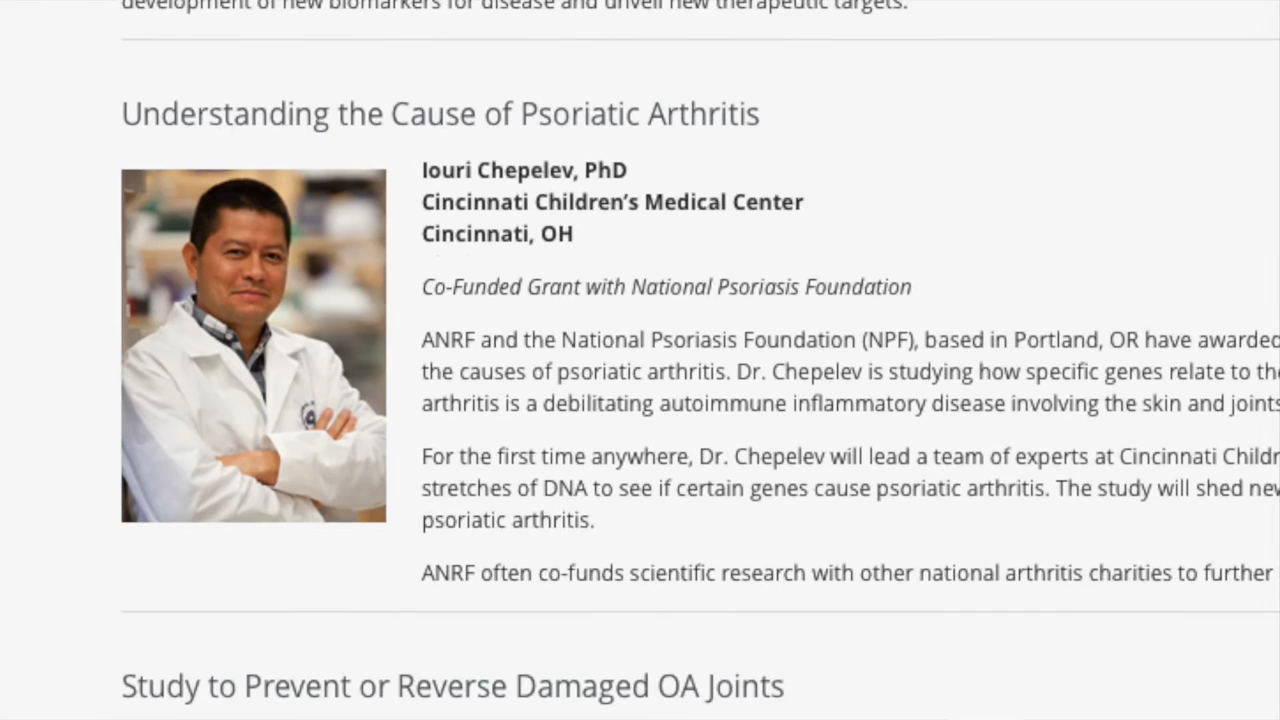 development of new biomarkers for disease and unveil new therapeutic targets.
Understanding the Cause of Psoriatic Arthritis
Iouri Chepelev, PhD
Cincinnati Children's Medical Center
Cincinnati, OH
Co-Funded Grant with National Psoriasis Foundation
ANRF and the National Psoriasis Foundation (NPF), based in Portland, OR have awarded
the causes of psoriatic arthritis. Dr. Chepelev is studying how specific genes relate to the
arthritis is a debilitating autoimmune inflammatory disease involving the skin and joints
For the first time anywhere, Dr. Chepelev will lead a team of experts at Cincinnati Childr
stretches of DNA to see if certain genes cause psoriatic arthritis. The study will shed new
psoriatic arthritis.
ANRF often co-funds scientific research with other national arthritis charities to further
Study to Prevent or Reverse Damaged OA Joints